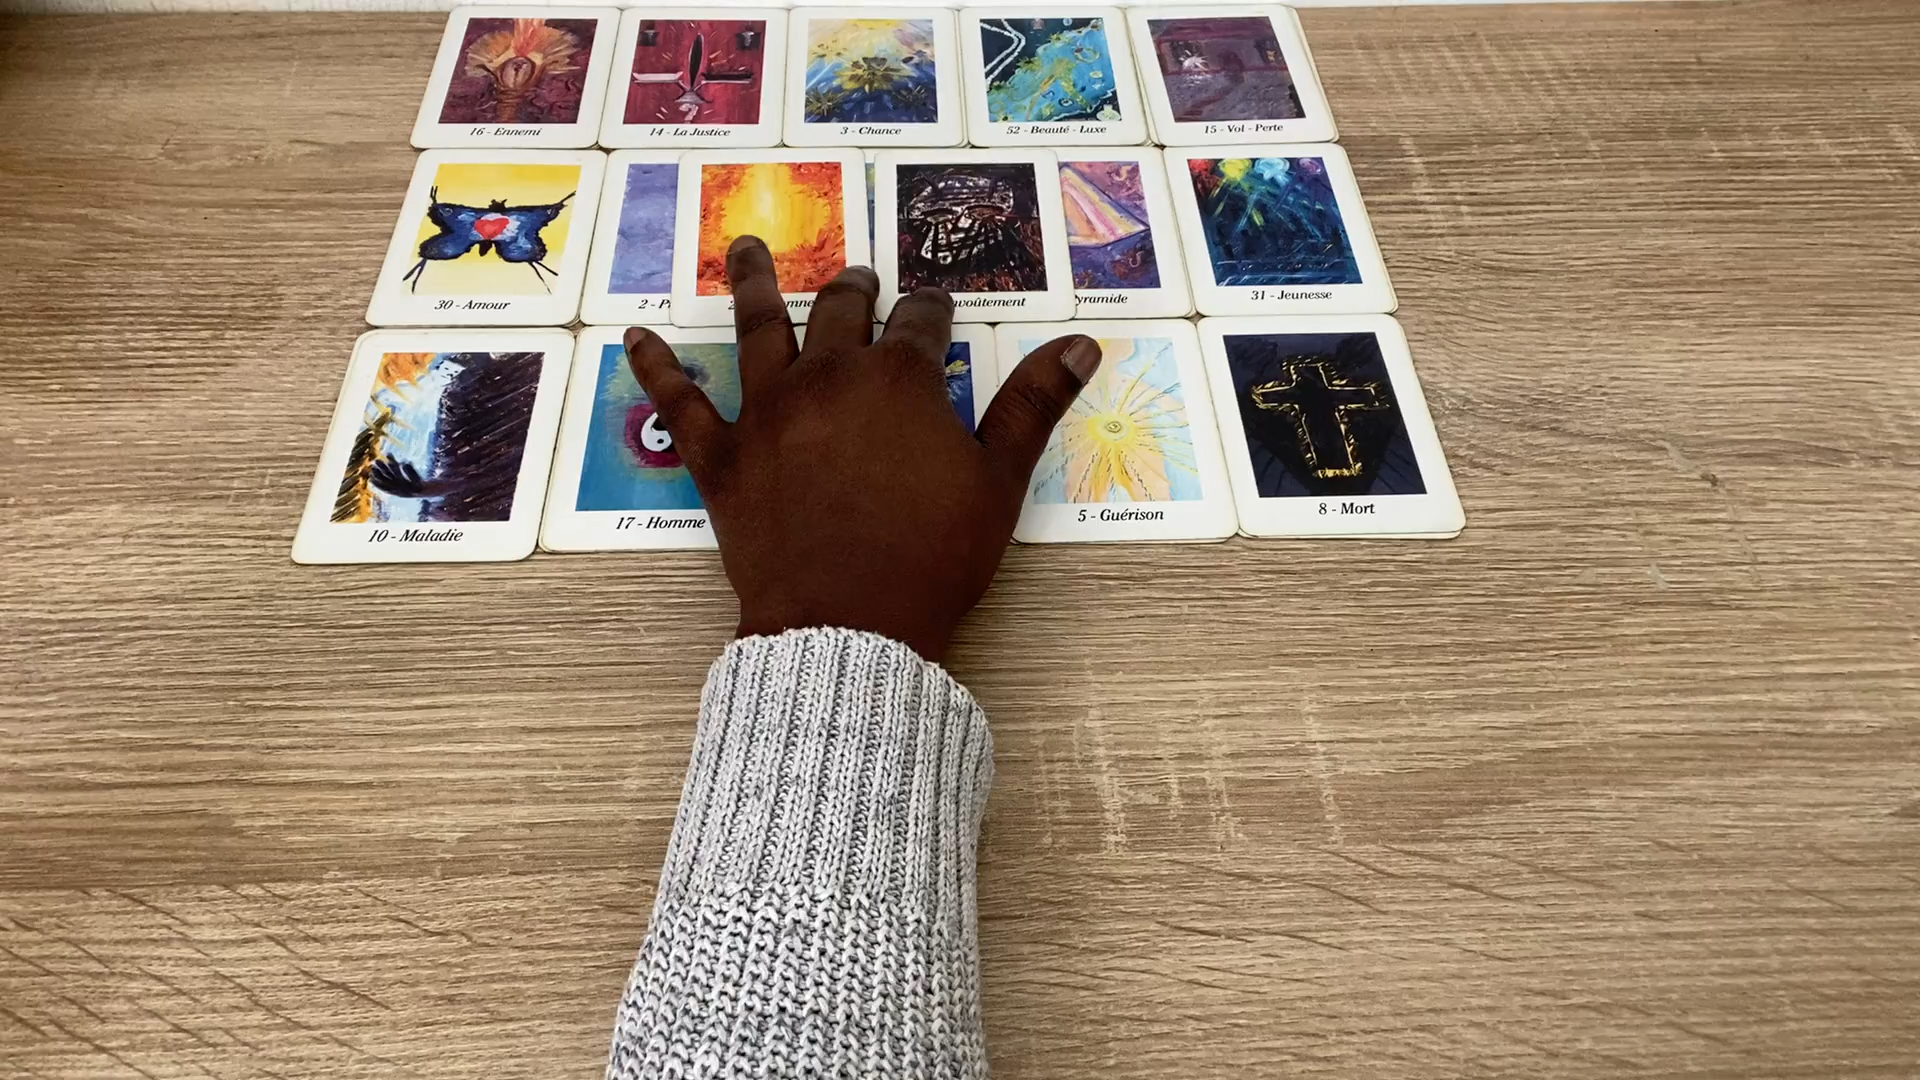 16 - Ennemi
14 - La Justice
3 - Chance
52 - Beauté - Luxe
15 - Vol - Perte
30 - Amour
31 - Jeunesse
10 - Maladie
17 - Homme
5 - Guérison
8 - Mort